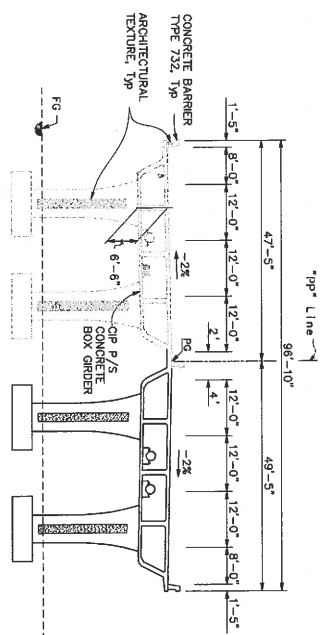 "PP" Line
96'-10"
47'-5"
49'-5"
1'-5"
8'-0"
12'-0"
12'-0"
12'-0"
2'
4'
12'-0"
12'-0"
12'-0"
8'-0"
1'-5"
CONCRETE BARRIER
TYPE 732, Typ
PG
-2%
-2%
ARCHITECTURAL
TEXTURE, Typ
6'-6"
CIP P/S
CONCRETE
BOX GIRDER
FG